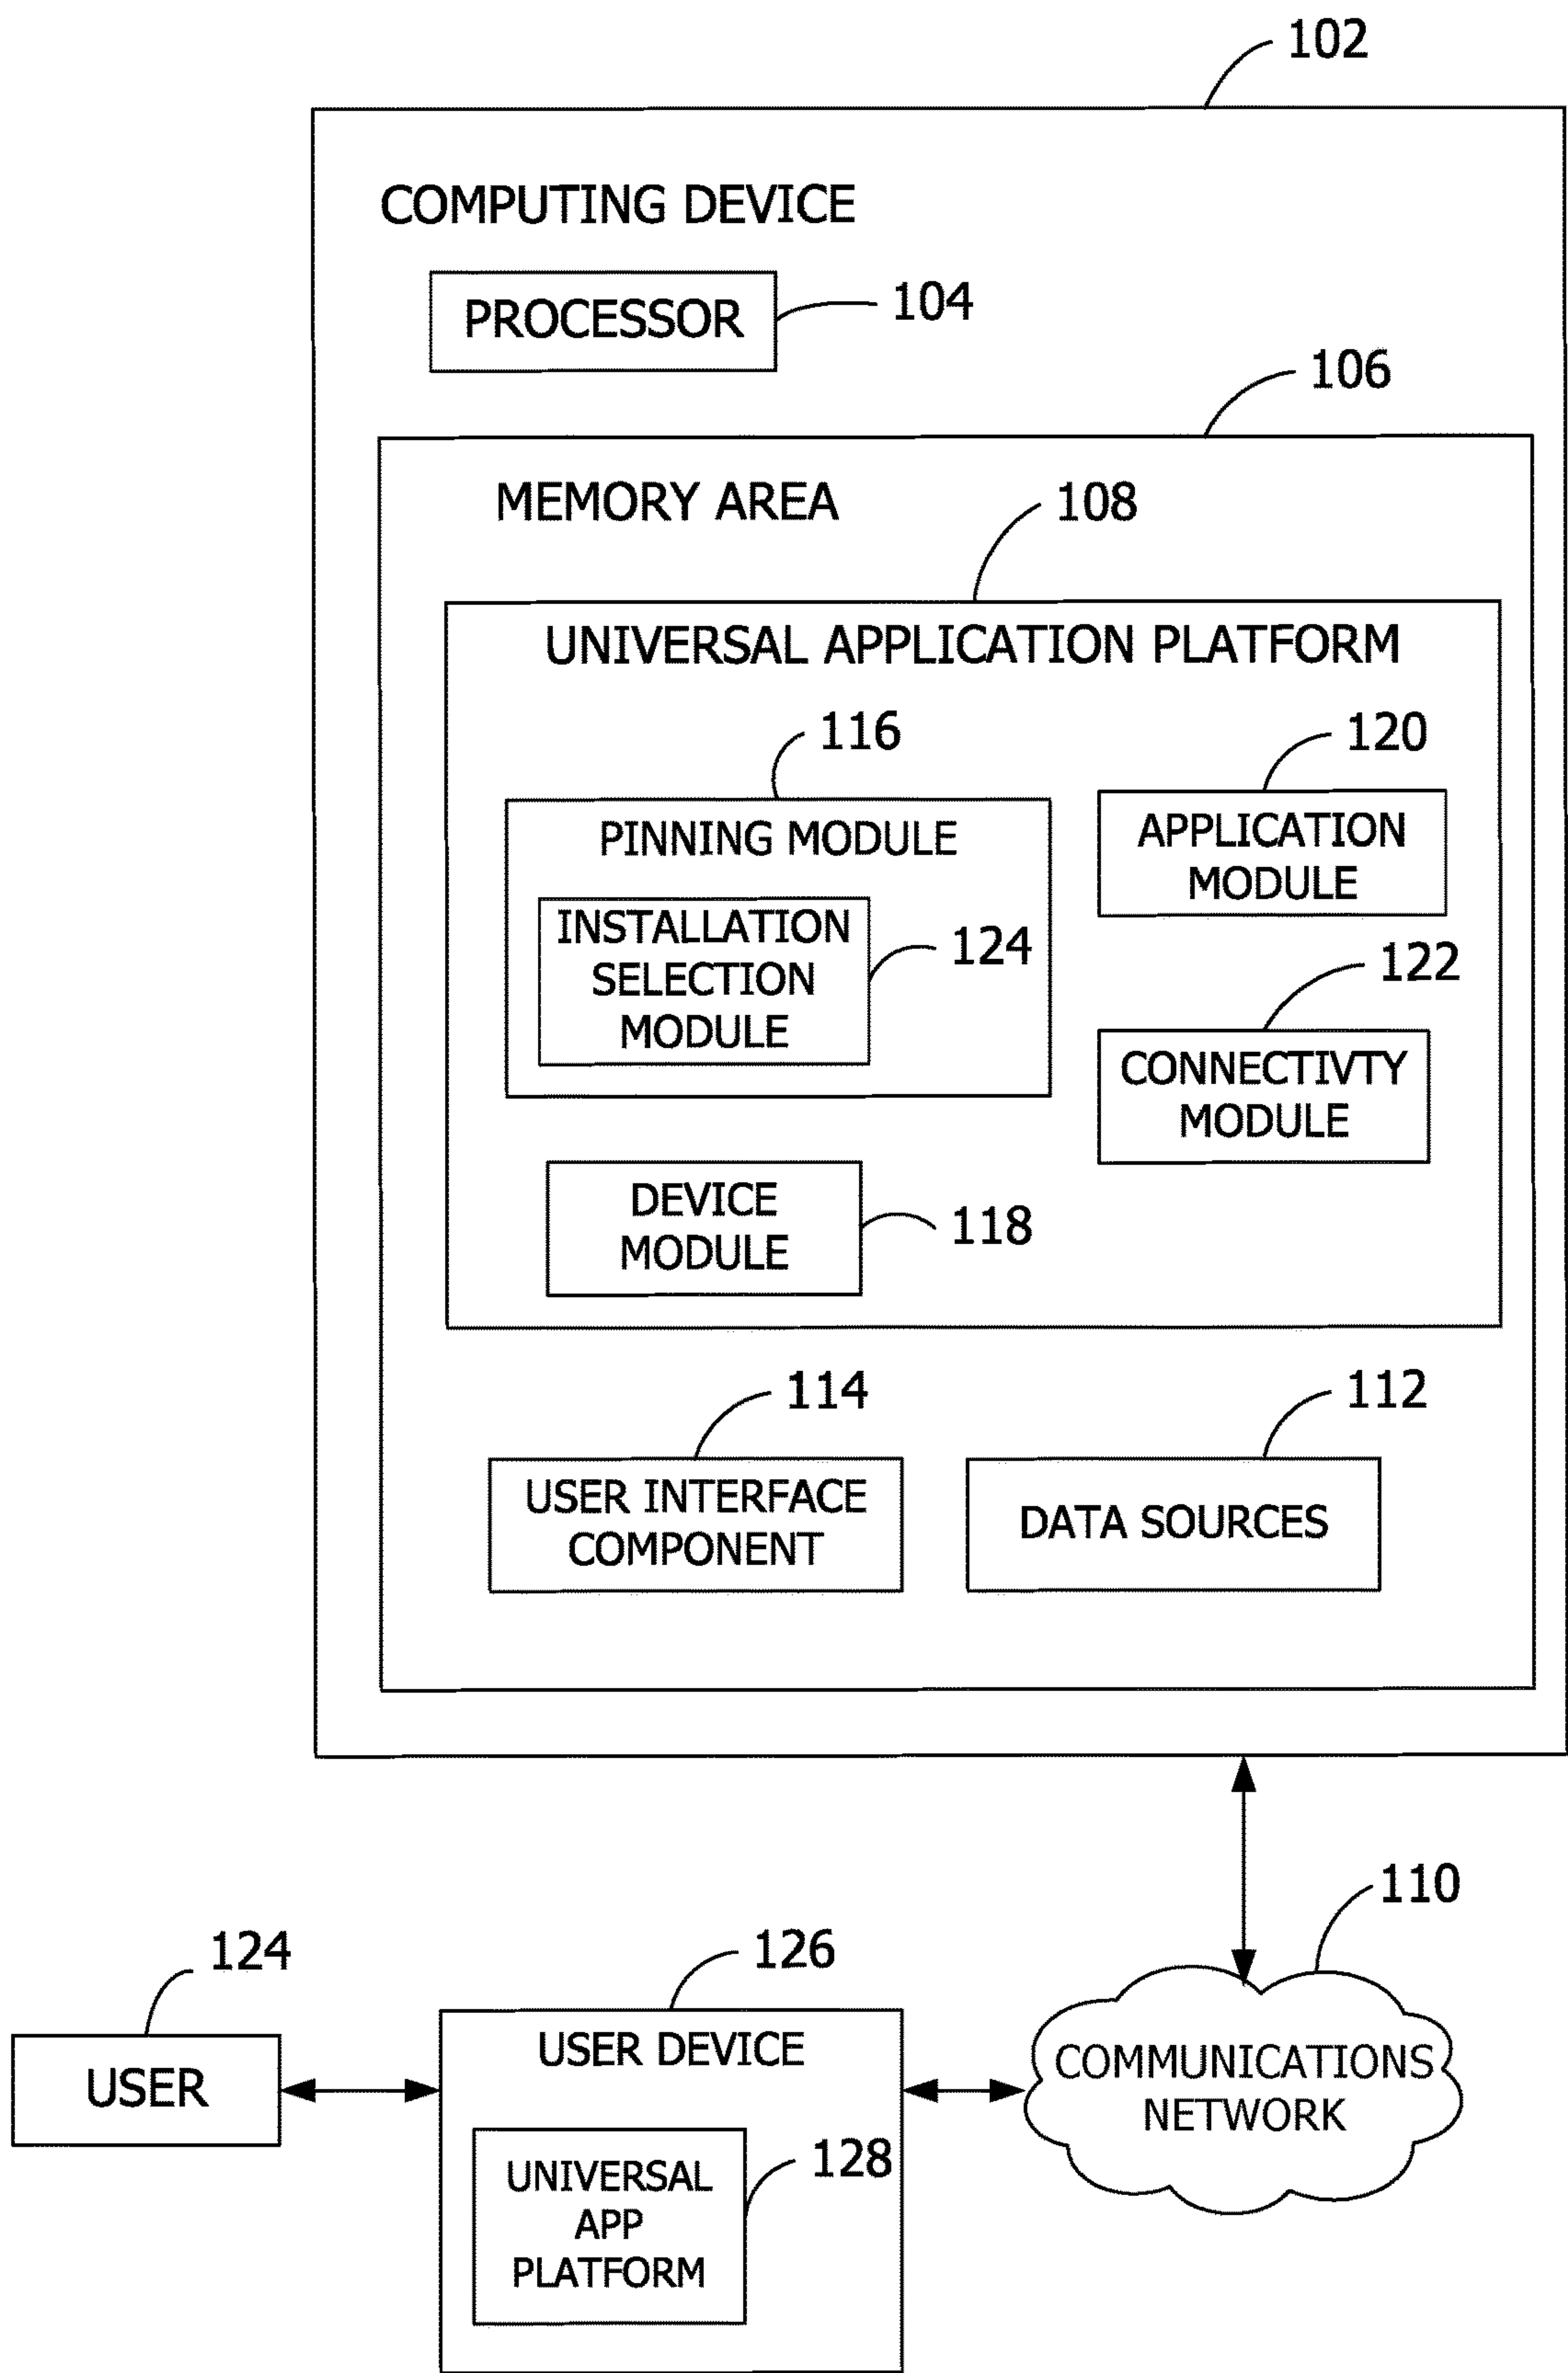 102
COMPUTING DEVICE
PROCESSOR
104
106
MEMORY AREA
108
UNIVERSAL APPLICATION PLATFORM
116
120
PINNING MODULE
APPLICATION
MODULE
INSTALLATION
SELECTION
MODULE
124
122
CONNECTIVTY
MODULE
DEVICE
MODULE
118
114
112
USER INTERFACE
COMPONENT
DATA SOURCES
110
124
126
USER
USER DEVICE
COMMUNICATIONS
NETWORK
128
UNIVERSAL
APP
PLATFORM